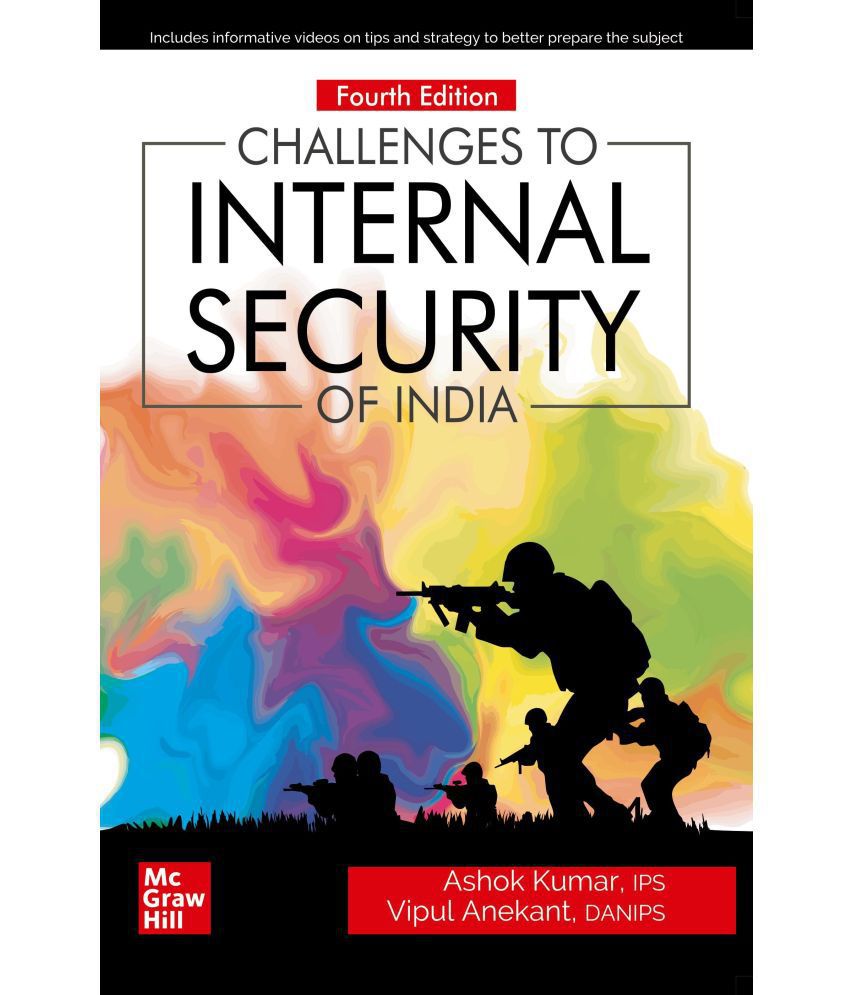 Includes informative videos on tips and strategy to better prepare the subject
Fourth Edition
CHALLENGES TO
INTERNAL
SECURITY
OF INDIA
Mc
Graw
Hill
Ashok Kumar, IPS
Vipul Anekant, DANIPS